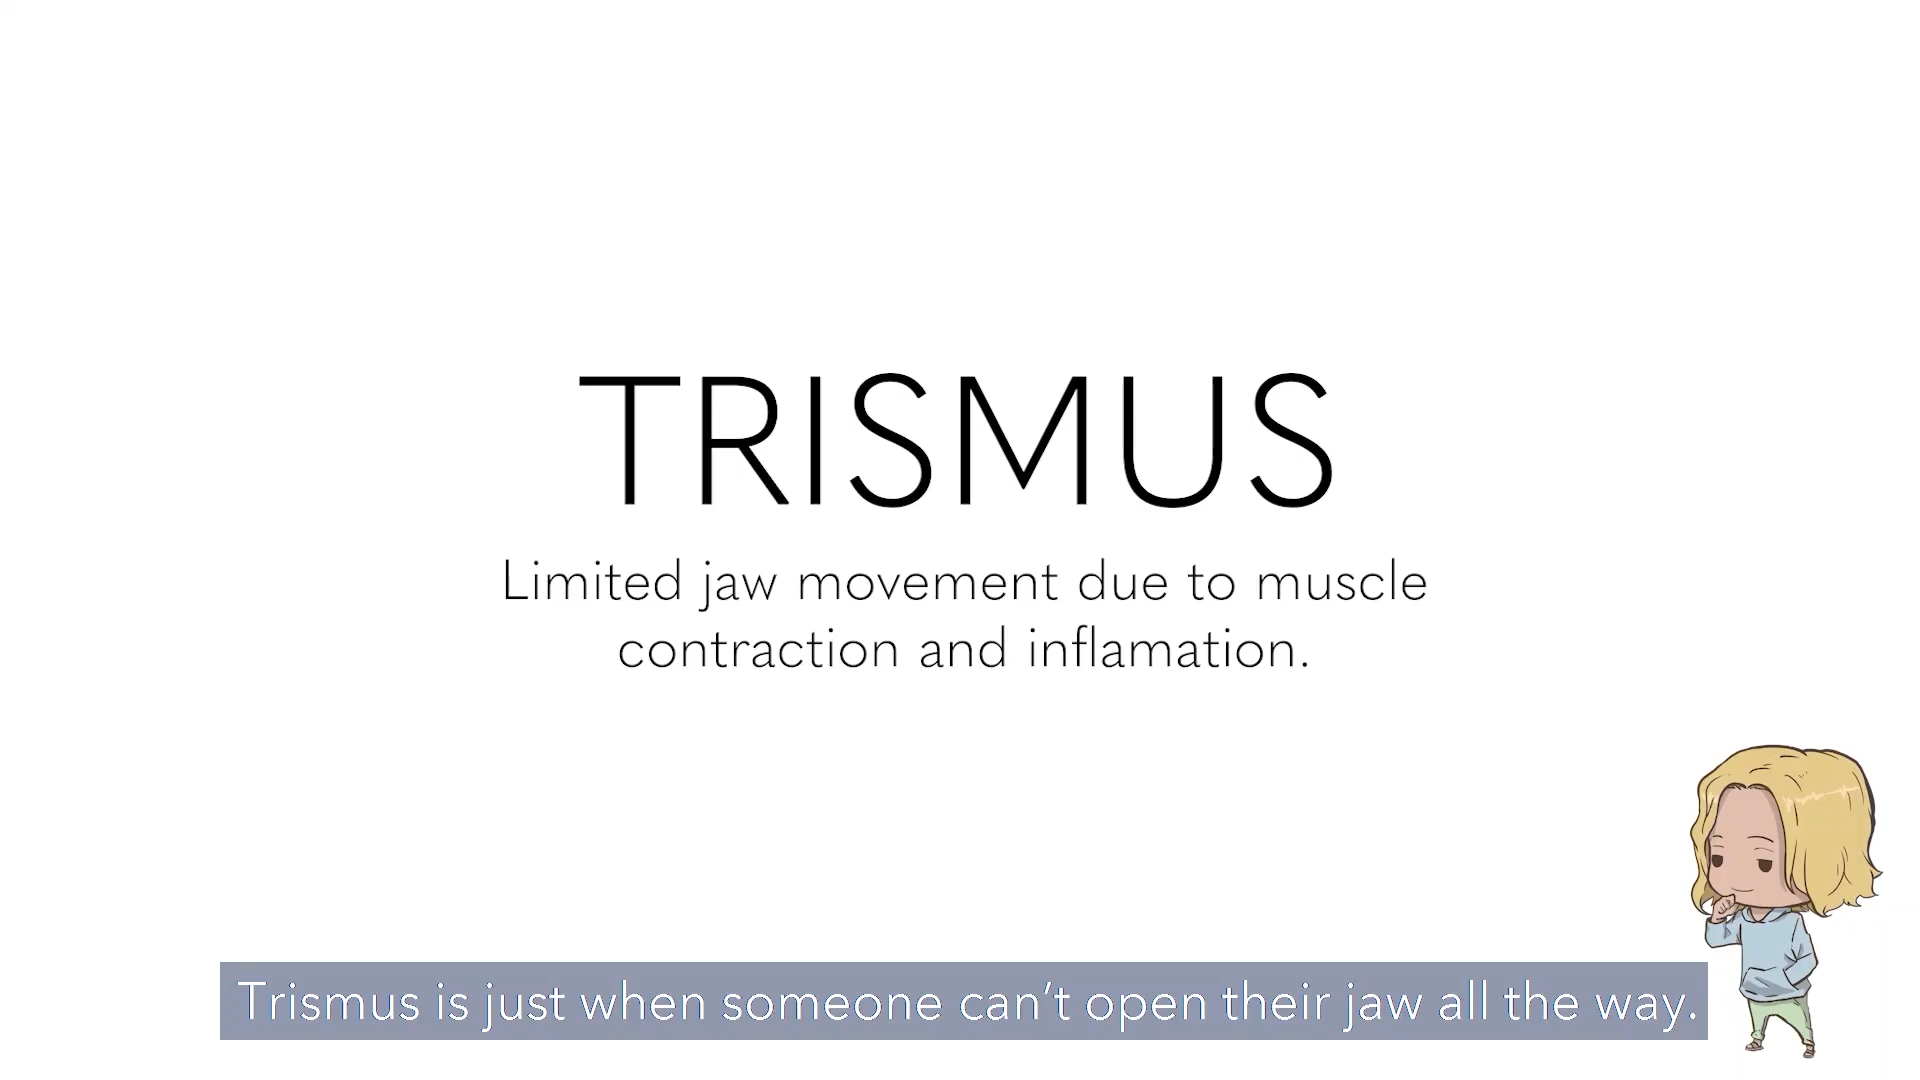 TRISMUS
Limited jaw movement due to muscle
contraction and inflamation.
Trismus is just when someone can't open their jaw all the way.